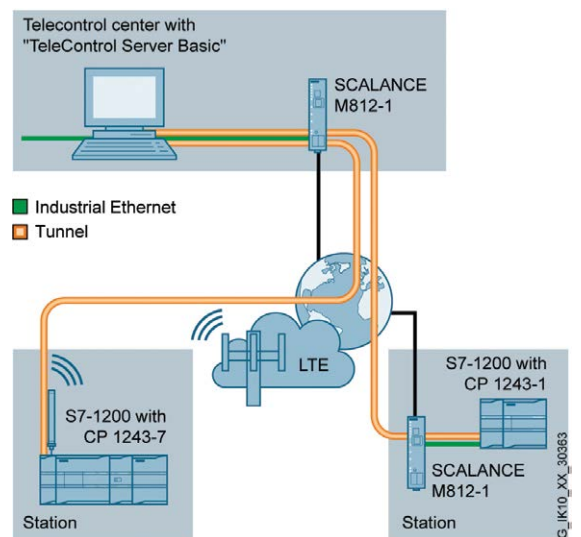 Telecontrol center with
"TeleControl Server Basic"
SCALANCE
M812-1
Industrial Ethernet
Tunnel
LTE
S7-1200 with
CP 1243-7
Station
S7-1200 with
CP 1243-1
SCALANCE
M812-1
Station
G_IK10_XX_30363